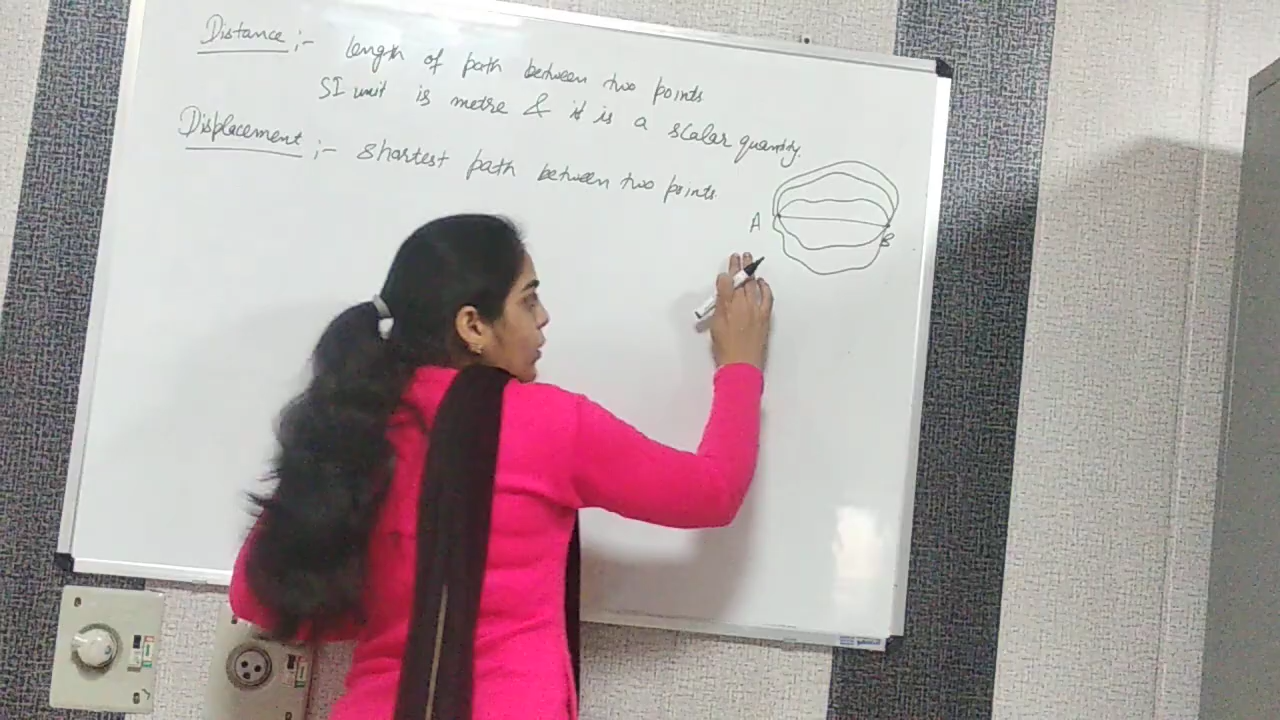 Distance :- length of path between two points
SI unit is metre & it is a scalar quantity.
Displacement :- shortest path between two points.
A
B